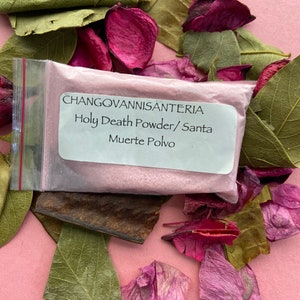 CHANGOVANNISANTERIA
Holy Death Powder/ Santa
Muerte Polvo